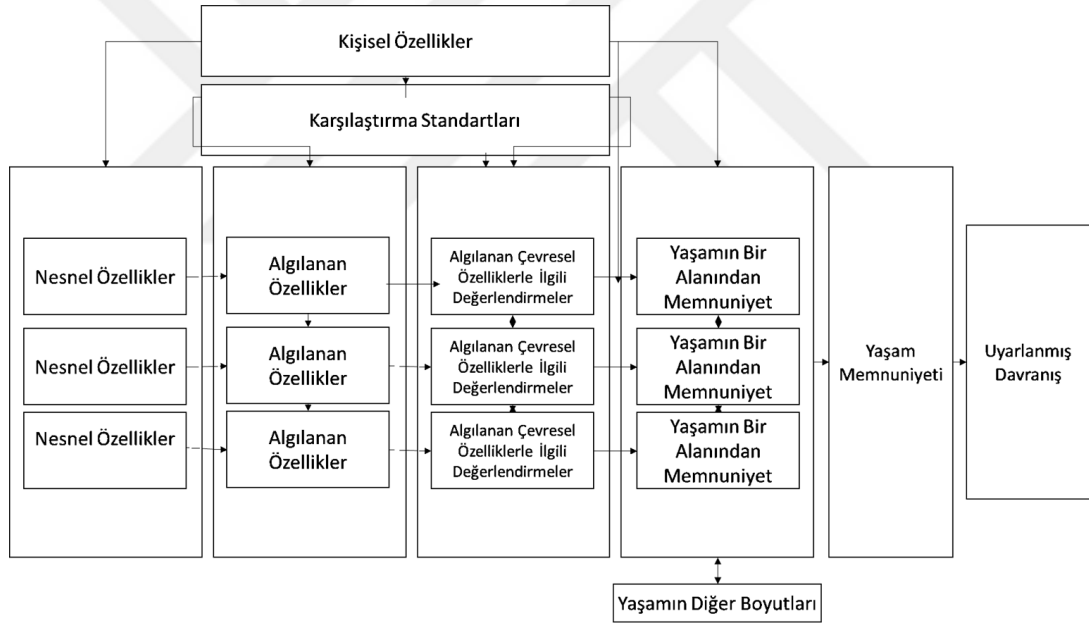 Kişisel Özellikler
Karşılaştırma Standartları
Nesnel Özellikler
Algılanan
Özellikler
Algılanan Çevresel
Özelliklerle İlgili
Değerlendirmeler
Yaşamın Bir
Alanından
Memnuniyet
Nesnel Özellikler
Algılanan
Özellikler
Algılanan Çevresel
Özelliklerle İlgili
Değerlendirmeler
Yaşamın Bir
Alanından
Memnuniyet
Nesnel Özellikler
Algılanan
Özellikler
Algılanan Çevresel
Özelliklerle İlgili
Değerlendirmeler
Yaşamın Bir
Alanından
Memnuniyet
Yaşam
Memnuniyeti
Uyarlanmış
Davranış
Yaşamın Diğer Boyutları